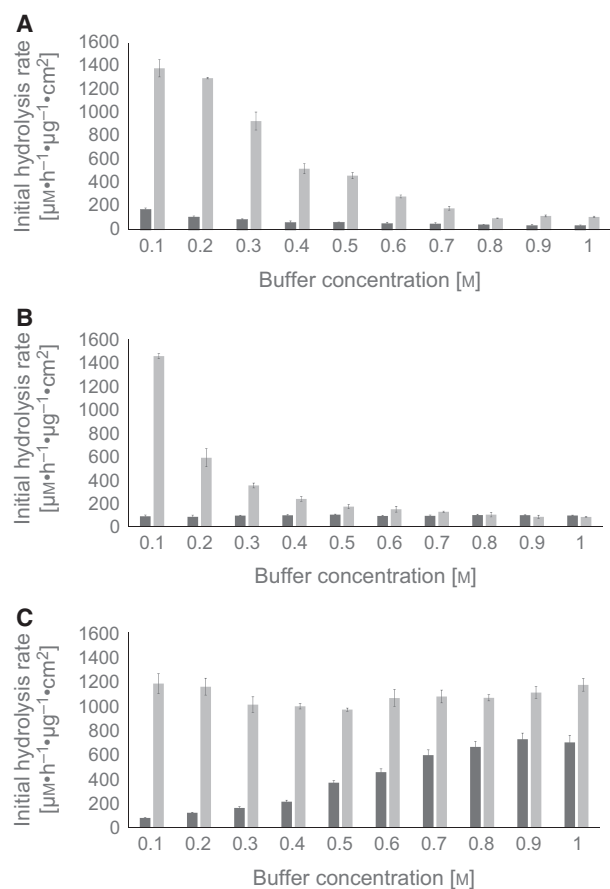 A
Initial hydrolysis rate
[µM•h⁻¹•µg⁻¹•cm²]
1600
1400
1200
1000
800
600
400
200
0
0.1 0.2 0.3 0.4 0.5 0.6 0.7 0.8 0.9 1
Buffer concentration [M]
B
Initial hydrolysis rate
[µM•h⁻¹•µg⁻¹•cm²]
1600
1400
1200
1000
800
600
400
200
0
0.1 0.2 0.3 0.4 0.5 0.6 0.7 0.8 0.9 1
Buffer concentration [M]
C
Initial hydrolysis rate
[µM•h⁻¹•µg⁻¹•cm²]
1600
1400
1200
1000
800
600
400
200
0
0.1 0.2 0.3 0.4 0.5 0.6 0.7 0.8 0.9 1
Buffer concentration [M]